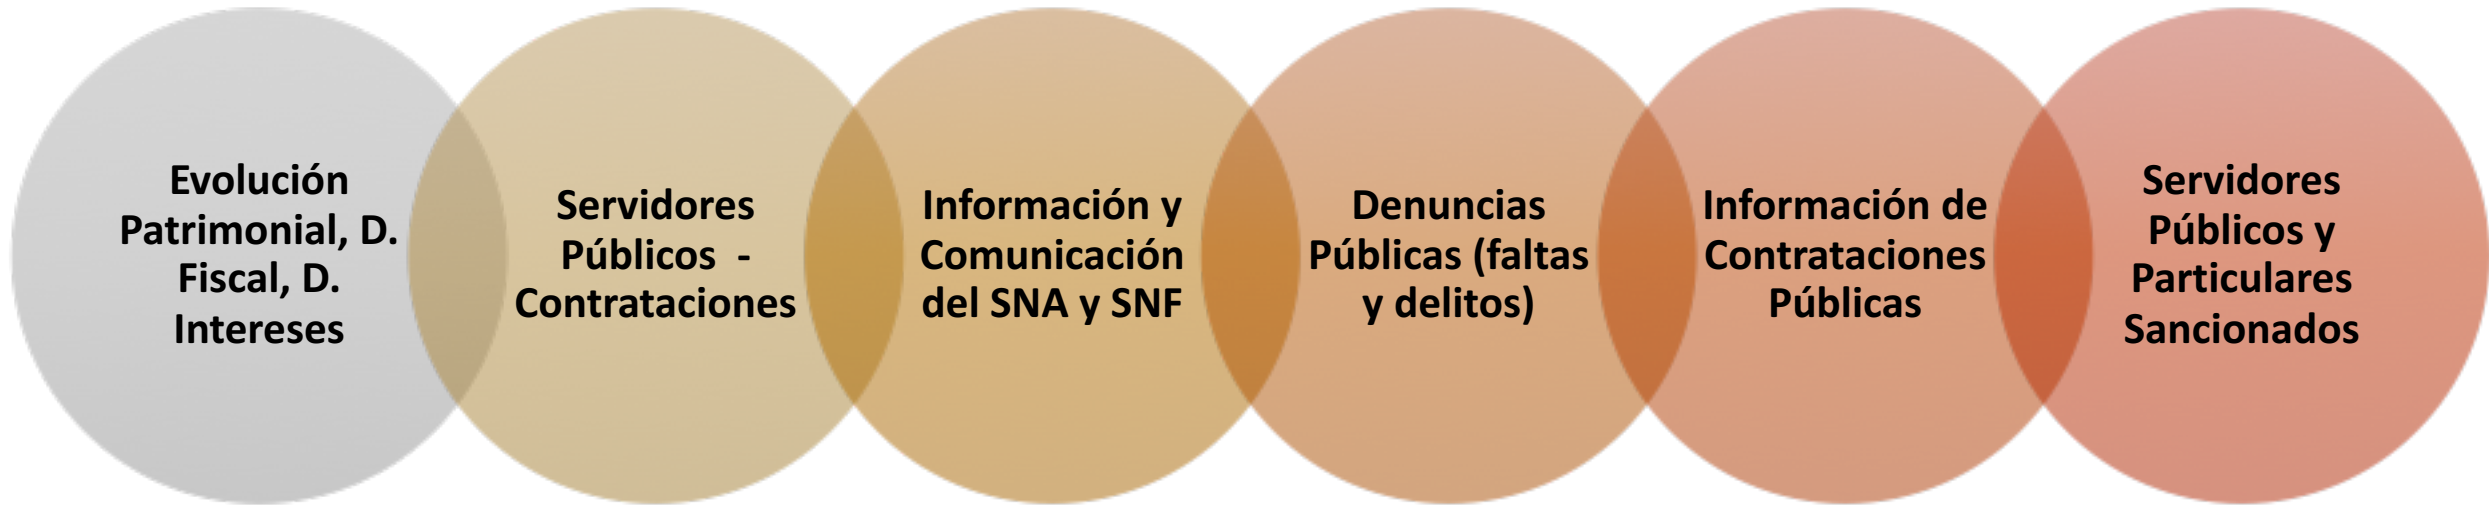 Evolución
Patrimonial, D.
Fiscal, D.
Intereses
Servidores
Públicos -
Contrataciones
Información y
Comunicación
del SNA y SNF
Denuncias
Públicas (faltas
y delitos)
Información de
Contrataciones
Públicas
Servidores
Públicos y
Particulares
Sancionados